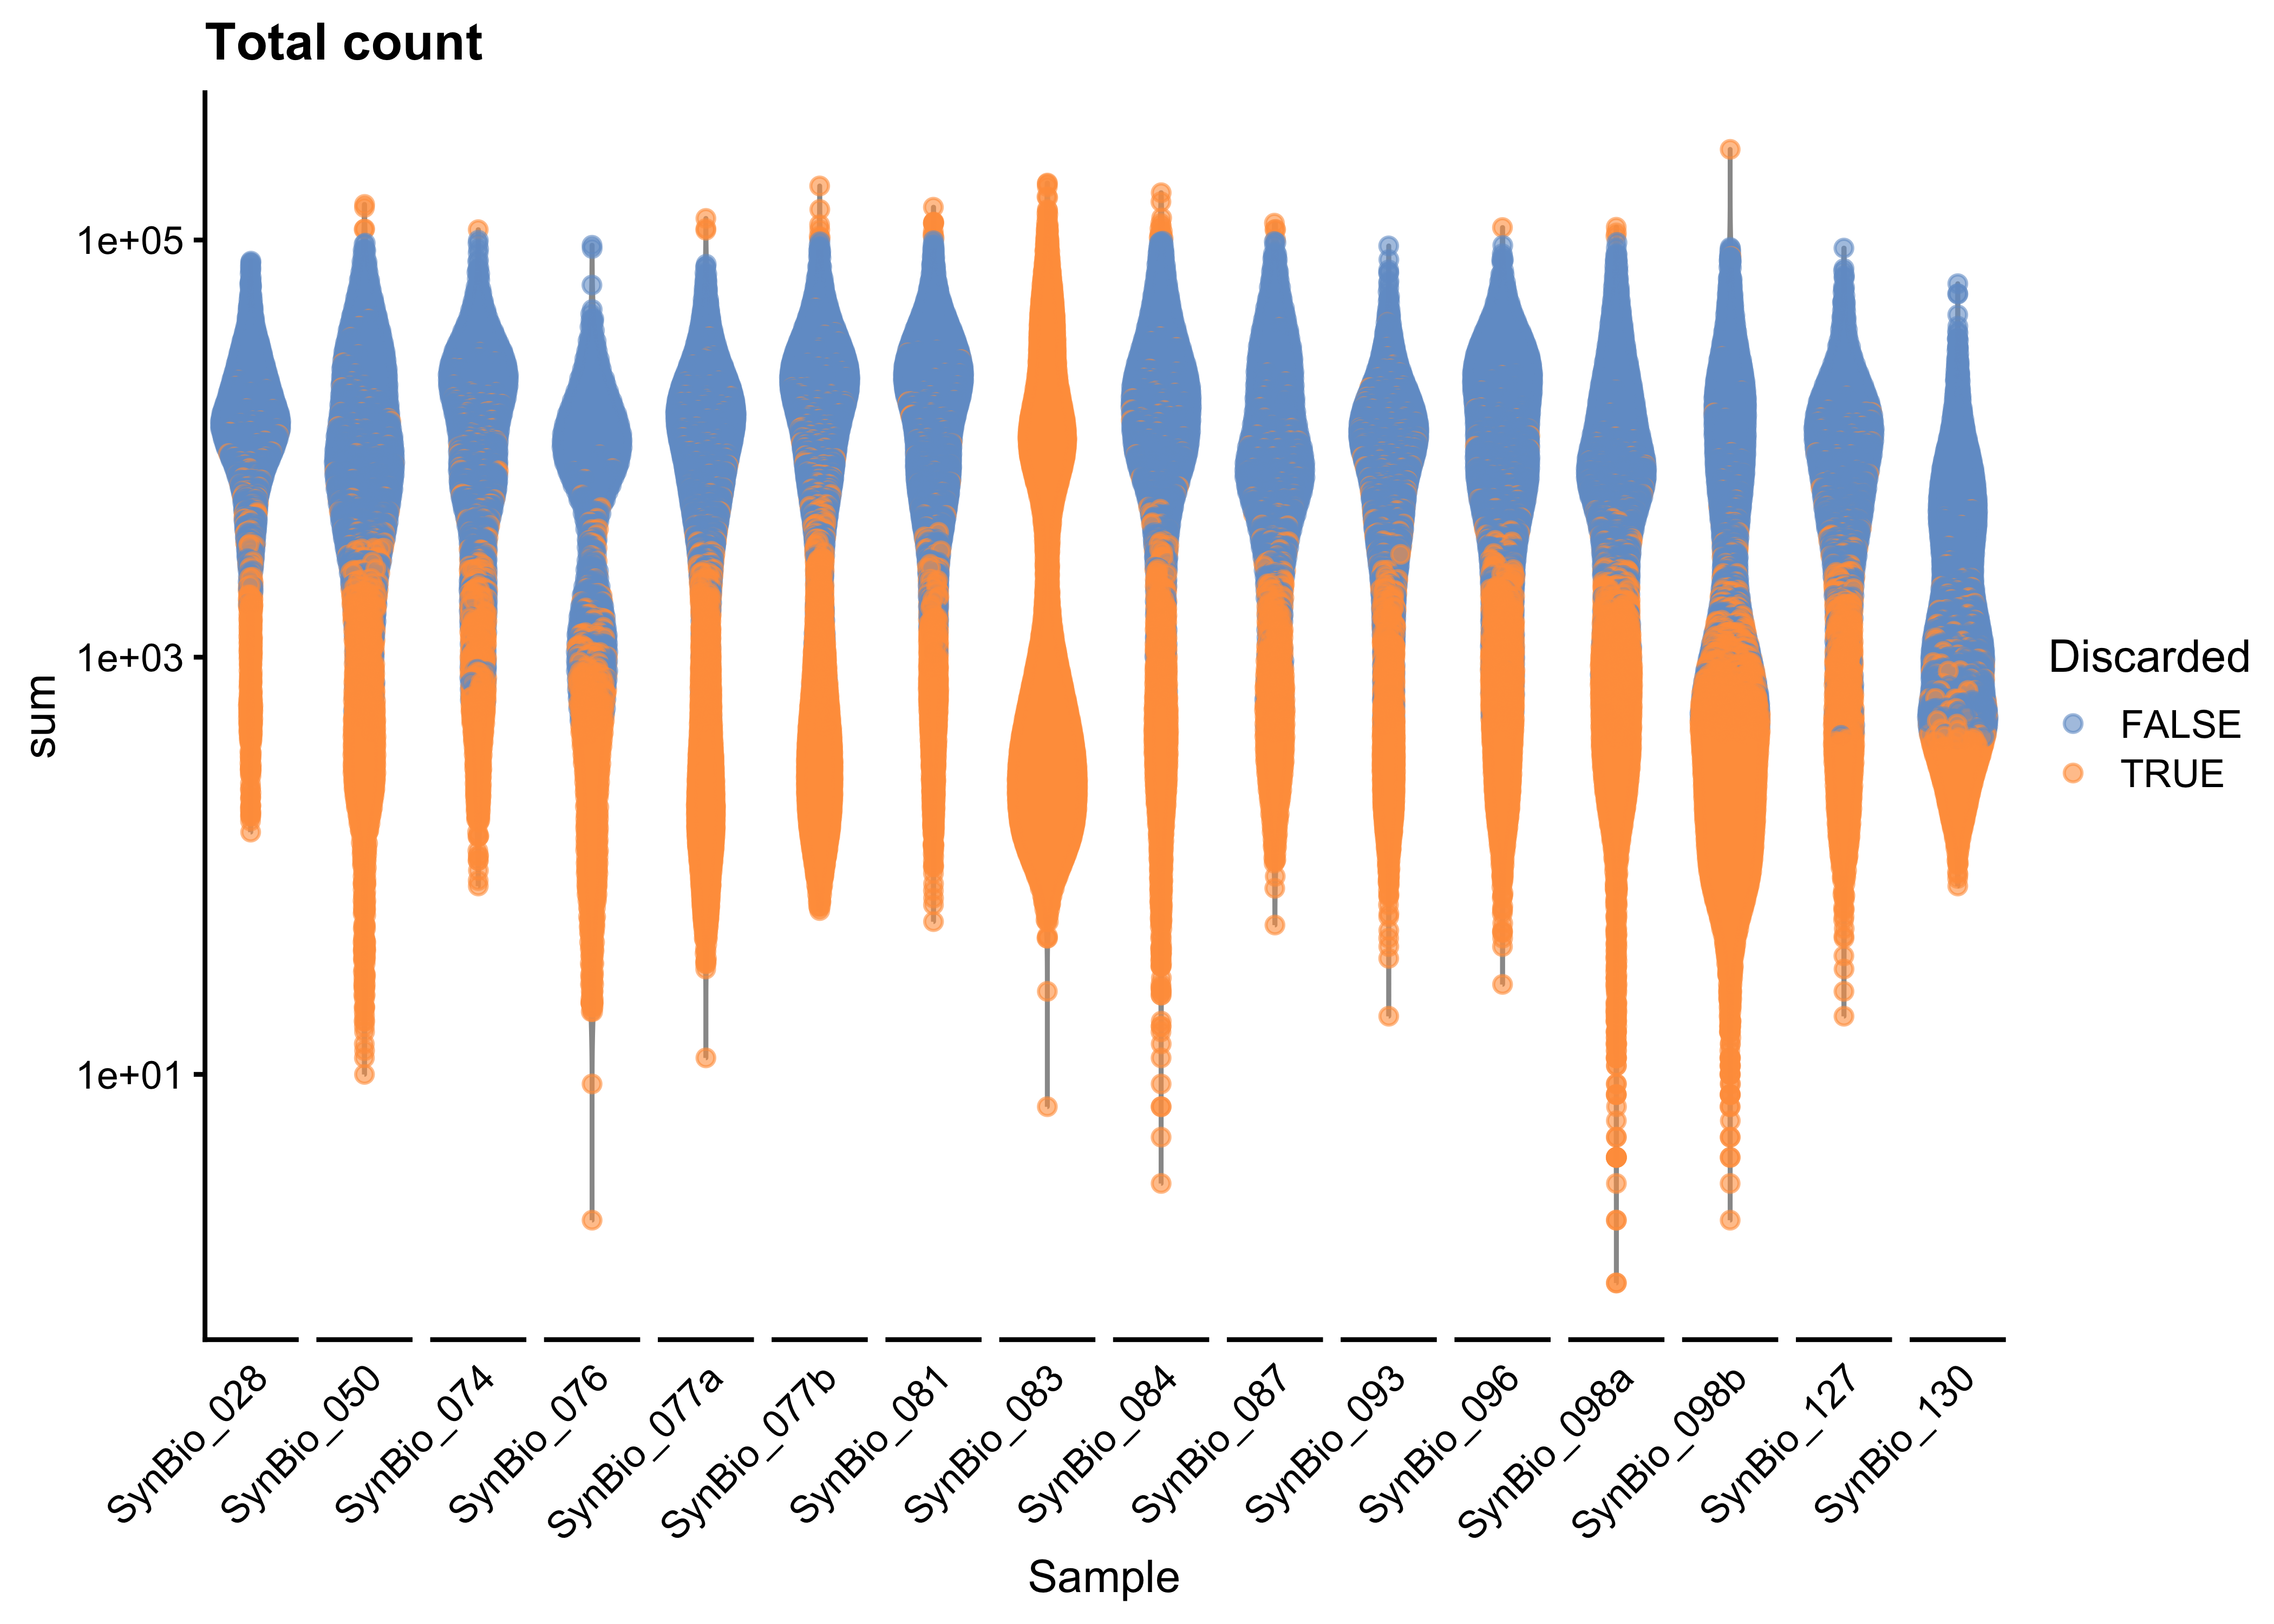 Total count
sum
1e+05
1e+03
1e+01
SynBio_028
SynBio_050
SynBio_074
SynBio_076
SynBio_077a
SynBio_077b
SynBio_081
SynBio_083
SynBio_084
SynBio_087
SynBio_093
SynBio_096
SynBio_098a
SynBio_098b
SynBio_127
SynBio_130
Sample
Discarded
FALSE
TRUE